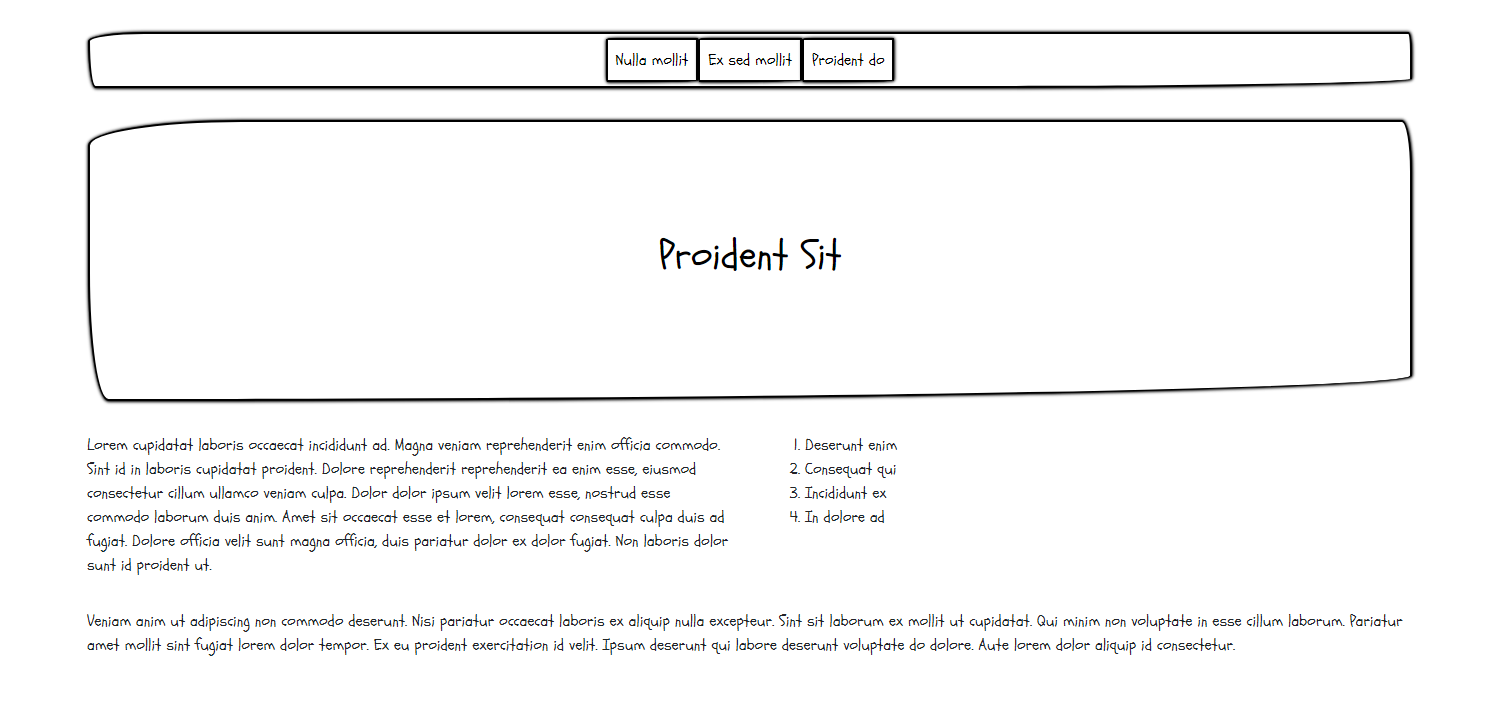 Nulla mollit Ex sed mollit Proident do
Proident Sit
Lorem cupidatat laboris occaecat incididunt ad. Magna veniam reprehenderit enim officia commodo.
Sint id in laboris cupidatat proident. Dolore reprehenderit reprehenderit ea enim esse, eiusmod
consectetur cillum ullamco veniam culpa. Dolor dolor ipsum velit lorem esse, nostrud esse
commodo laborum duis anim. Amet sit occaecat esse et lorem, consequat consequat culpa duis ad
fugiat. Dolore officia velit sunt magna officia, duis pariatur dolor ex dolor fugiat. Non laboris dolor
sunt id proident ut.
1. Deserunt enim
2. Consequat qui
3. Incididunt ex
4. In dolore ad
Veniam anim ut adipiscing non commodo deserunt. Nisi pariatur occaecat laboris ex aliquip nulla excepteur. Sint sit laborum ex mollit ut cupidatat. Qui minim non voluptate in esse cillum laborum. Pariatur
amet mollit sint fugiat lorem dolor tempor. Ex eu proident exercitation id velit. Ipsum deserunt qui labore deserunt voluptate do dolore. Aute lorem dolor aliquip id consectetur.